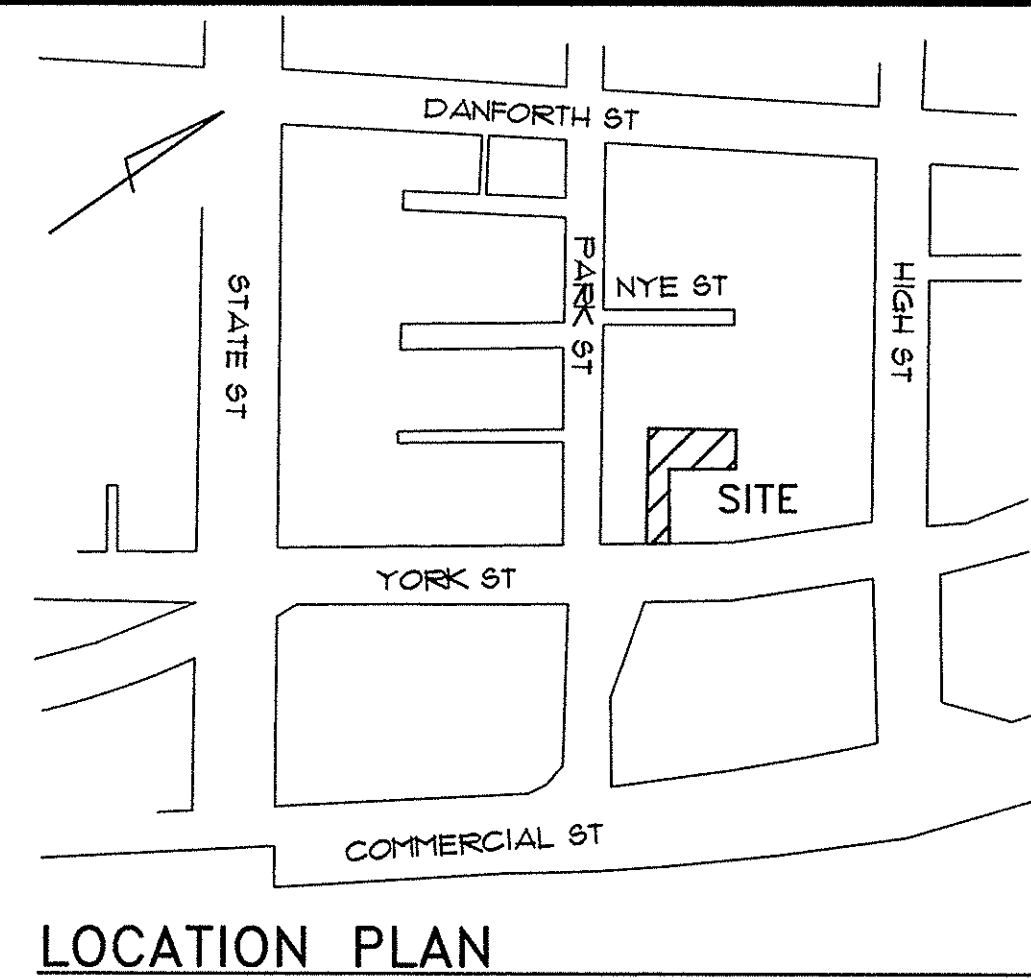 DANFORTH ST
PARK ST
NYE ST
HIGH ST
STATE ST
SITE
YORK ST
COMMERCIAL ST
LOCATION PLAN